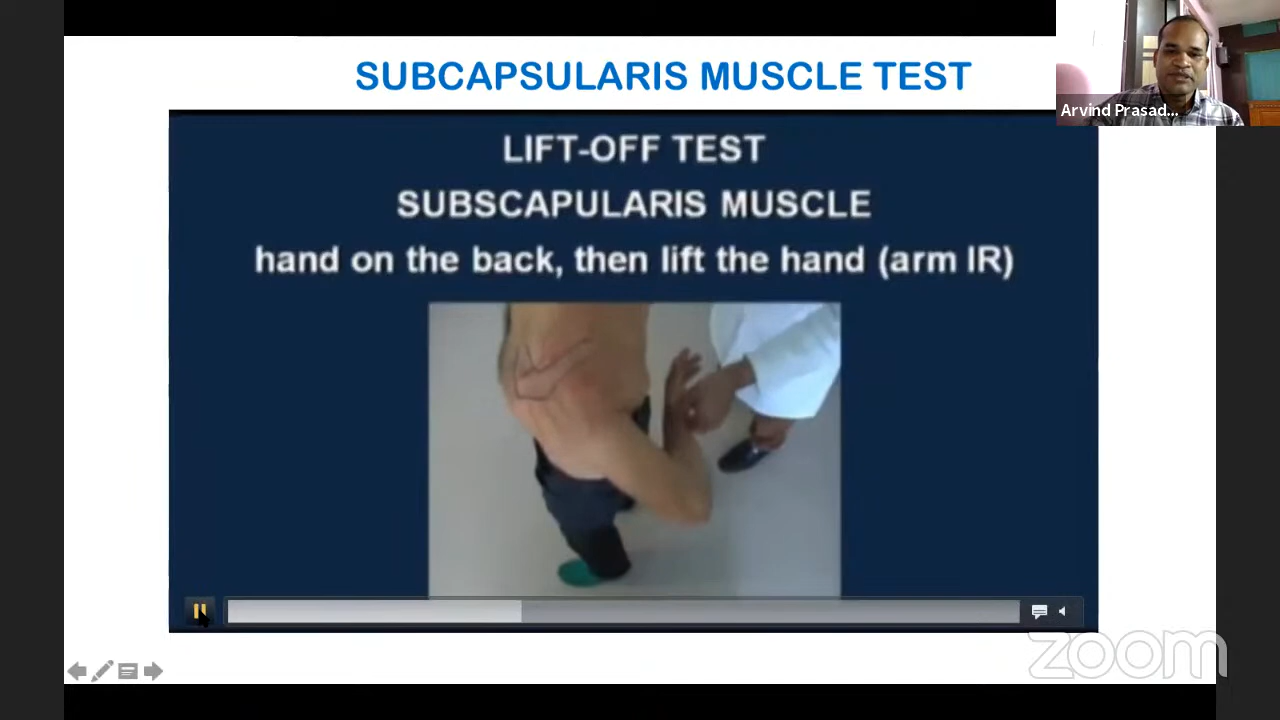 SUBCAPSULARIS MUSCLE TEST
Arvind Prasad...
LIFT-OFF TEST
SUBSCAPULARIS MUSCLE
hand on the back, then lift the hand (arm IR)
zoom